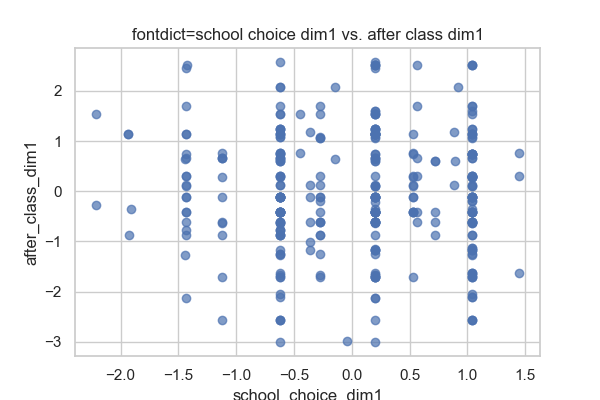 fontdict=school choice dim1 vs. after class dim1
after_class_dim1
2
1
0
−1
−2
−3
−2.0 −1.5 −1.0 −0.5 0.0 0.5 1.0 1.5
school_choice_dim1